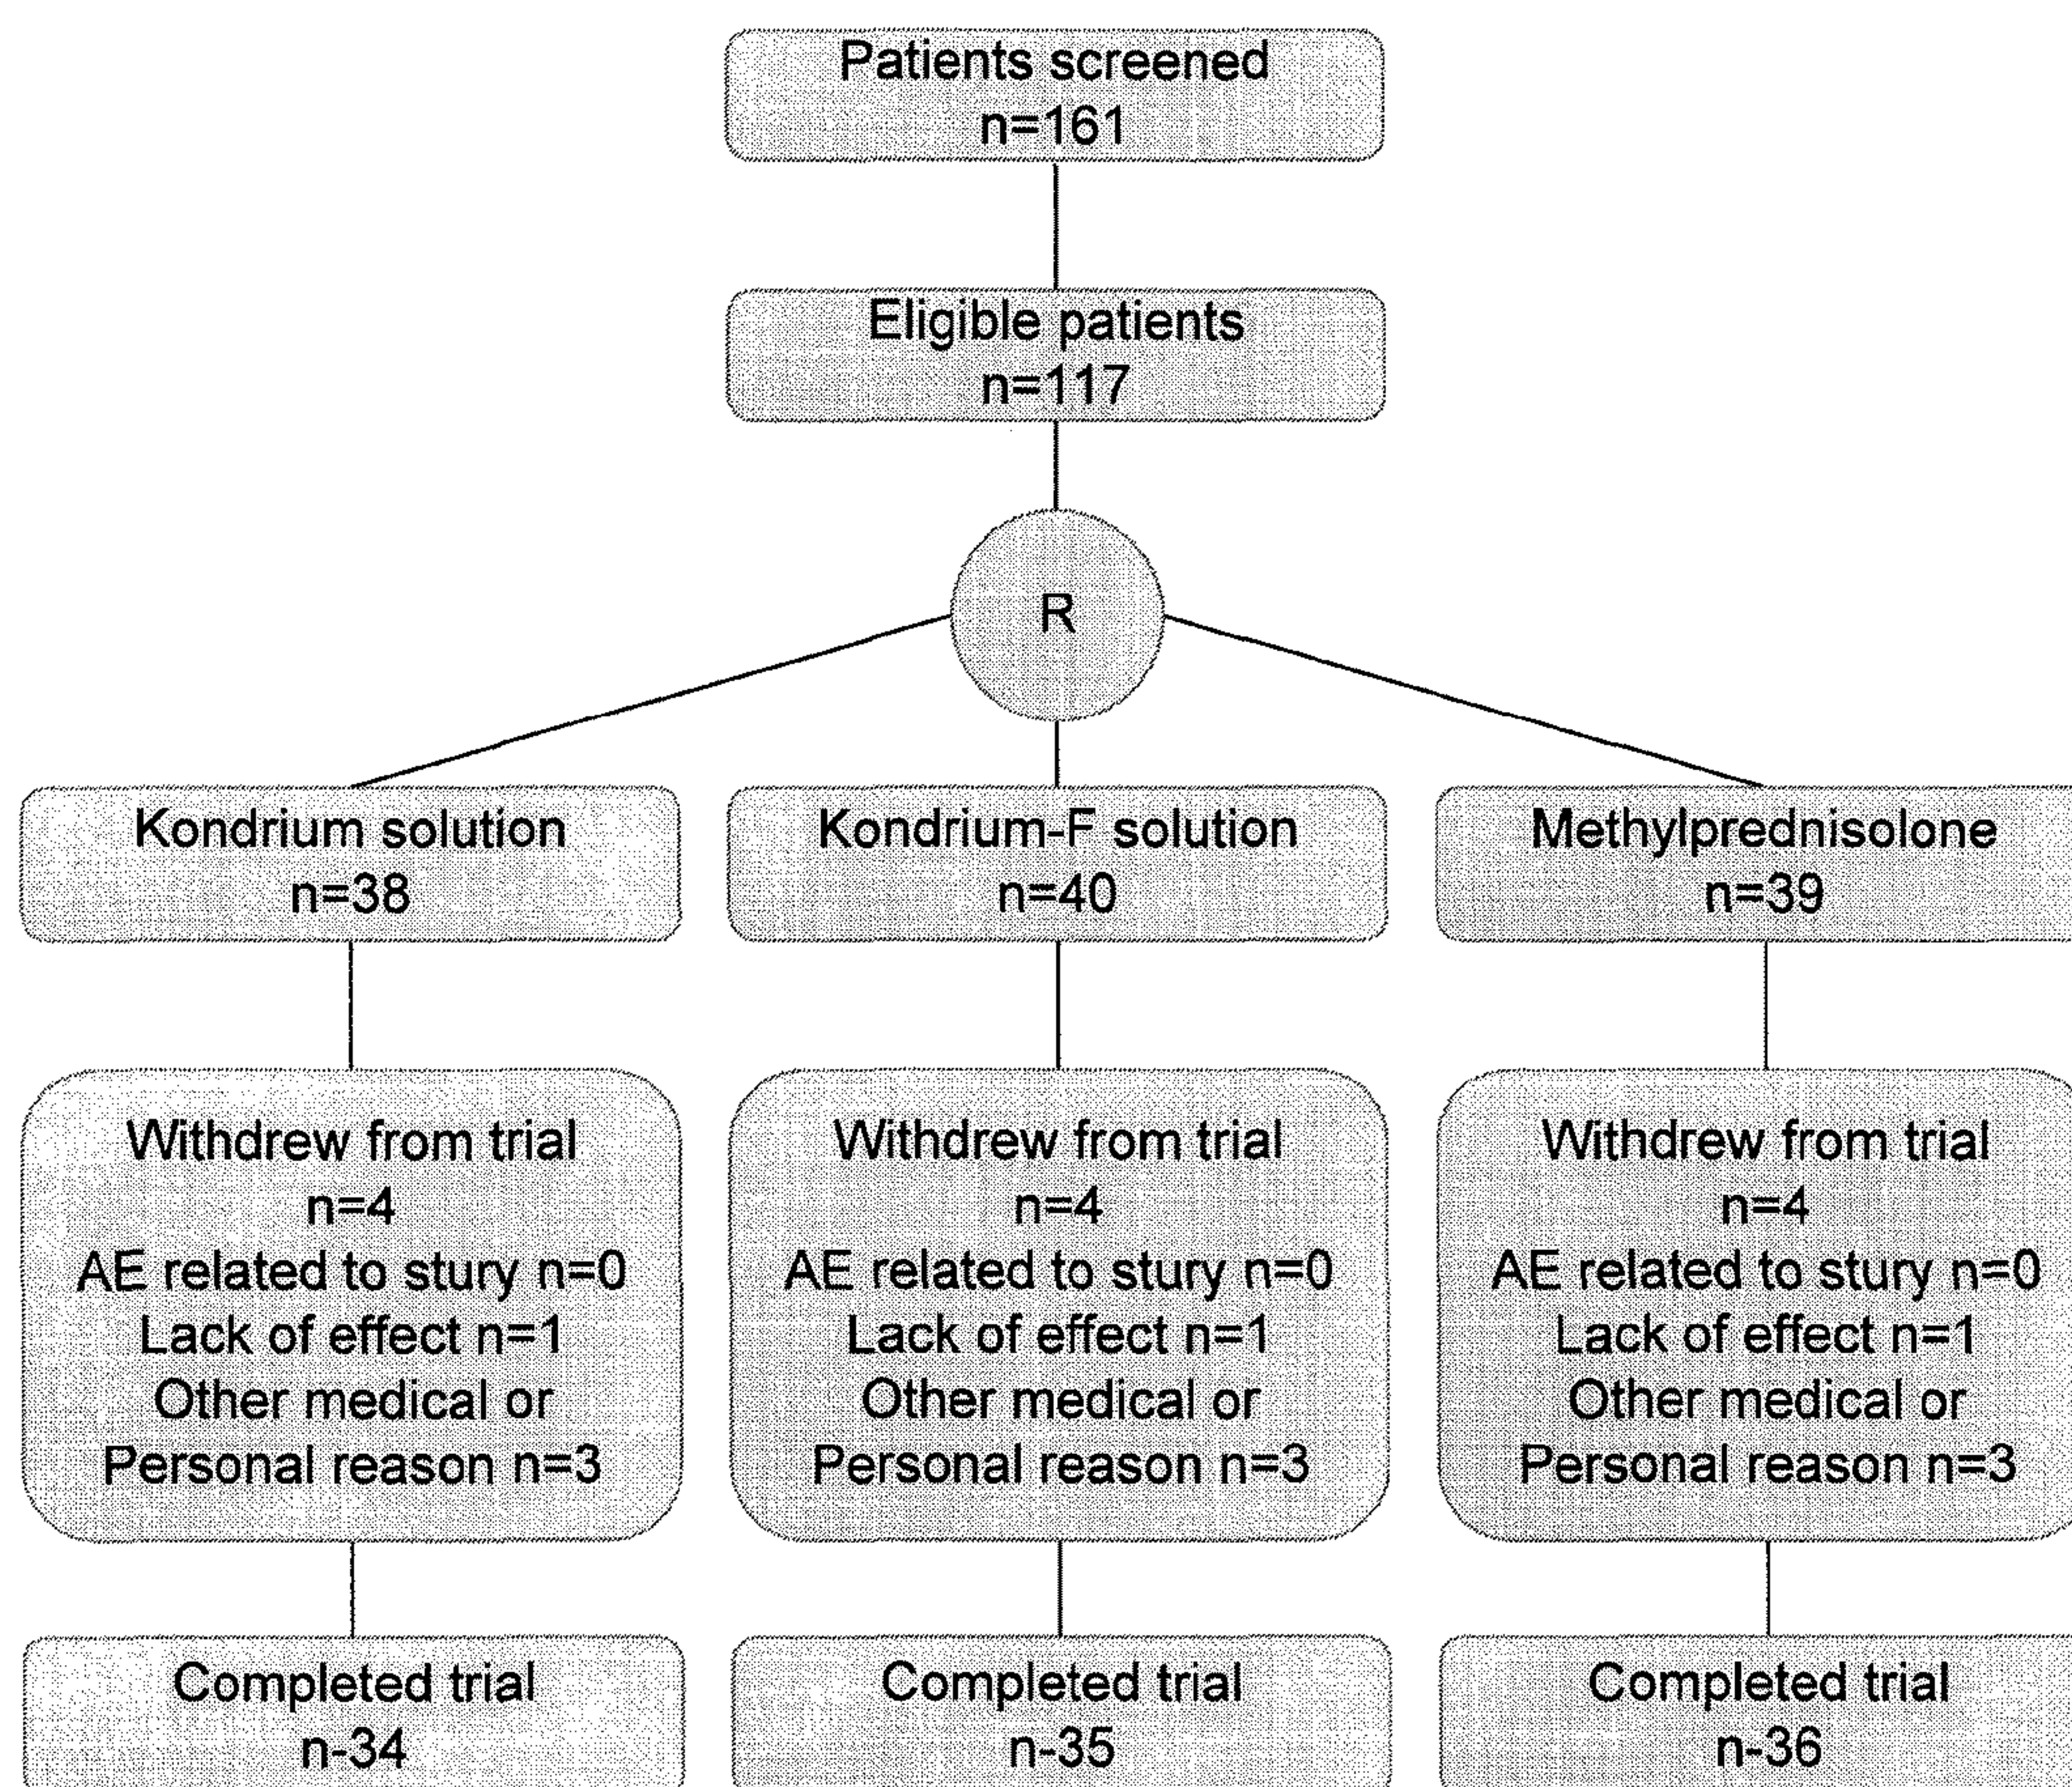 Patients screened
n=161
Eligible patients
n=117
R
Kondrium solution
n=38
Kondrium-F solution
n=40
Methylprednisolone
n=39
Withdrew from trial
n=4
AE related to stury n=0
Lack of effect n=1
Other medical or
Personal reason n=3
Withdrew from trial
n=4
AE related to stury n=0
Lack of effect n=1
Other medical or
Personal reason n=3
Withdrew from trial
n=4
AE related to stury n=0
Lack of effect n=1
Other medical or
Personal reason n=3
Completed trial
n-34
Completed trial
n-35
Completed trial
n-36